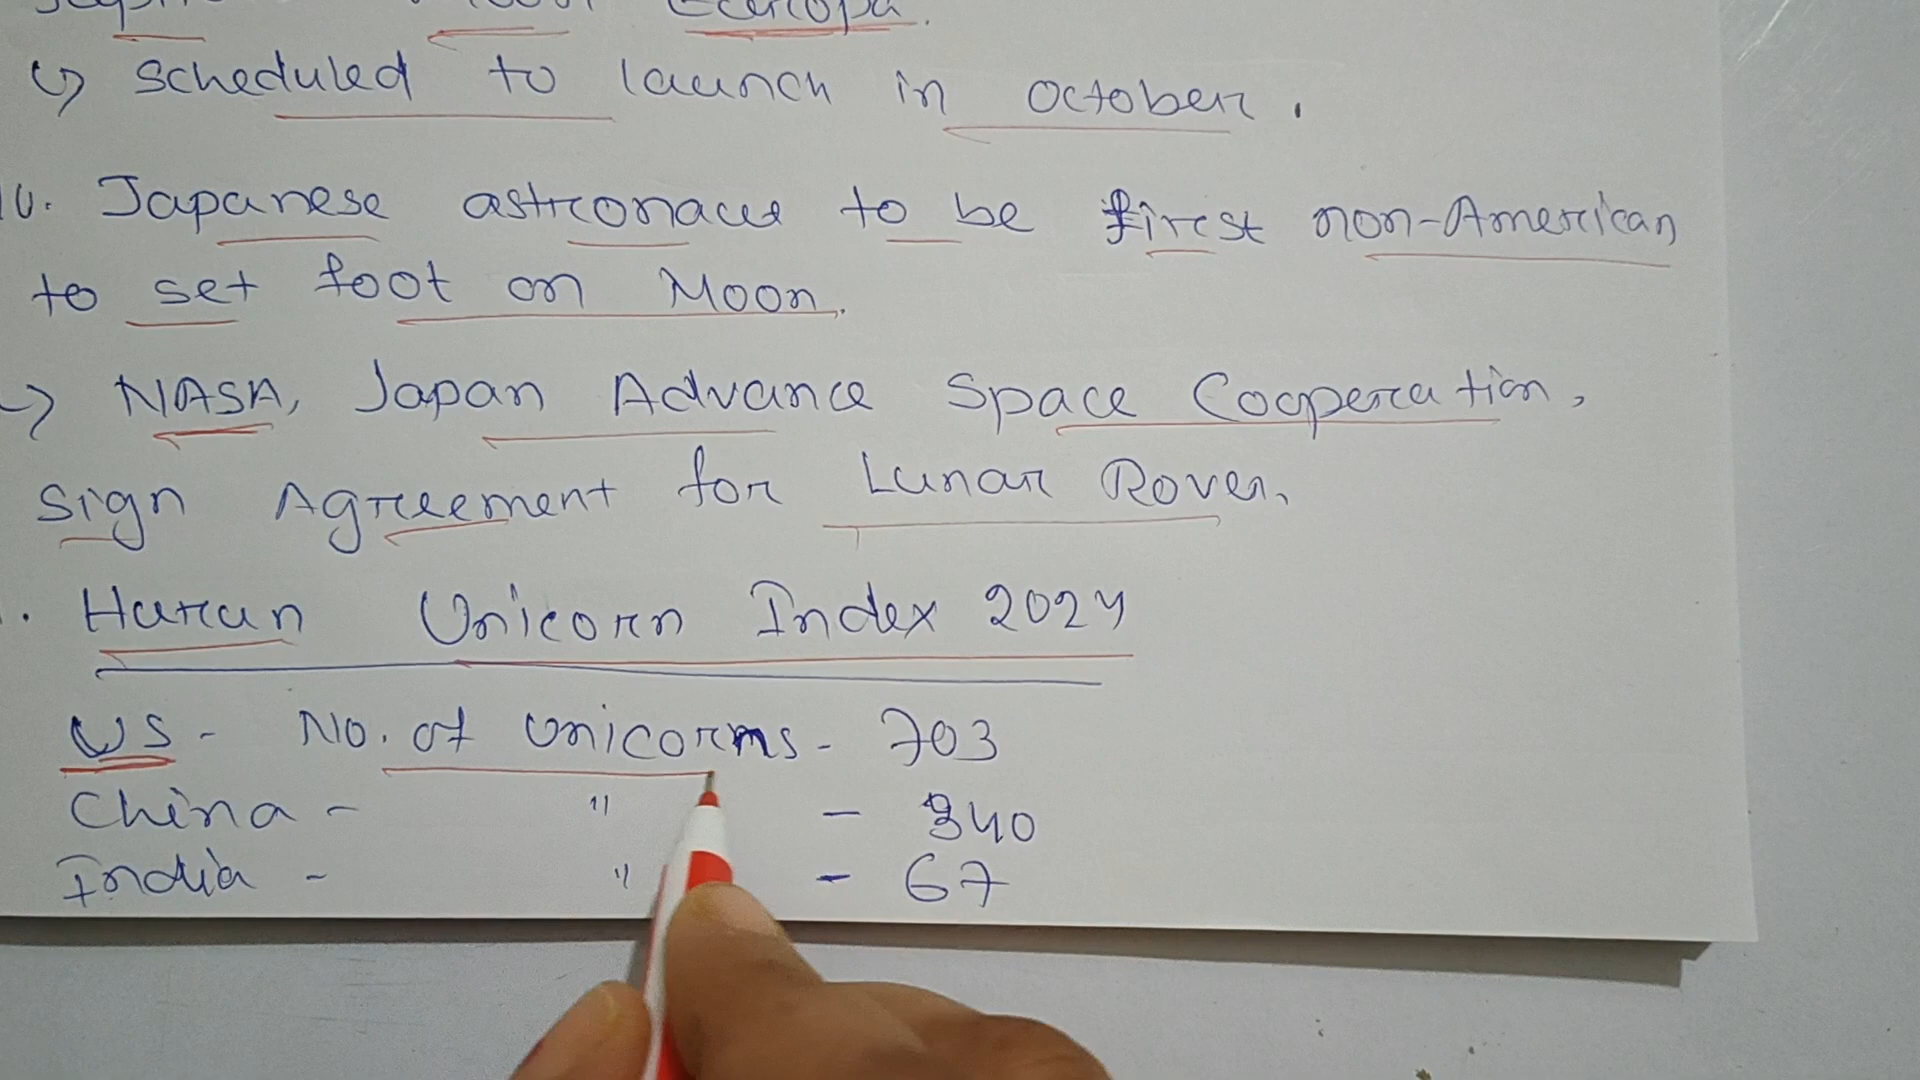 Europa.
↳ Scheduled to launch in October.
10. Japanese astronaut to be first non-American
to set foot on Moon.
→ NASA, Japan Advance Space Cooperation,
Sign Agreement for Lunar Rover.
. Hurun Unicorn Index 2024
US - No. of Unicorns - 703
China - " - 340
India - " - 67